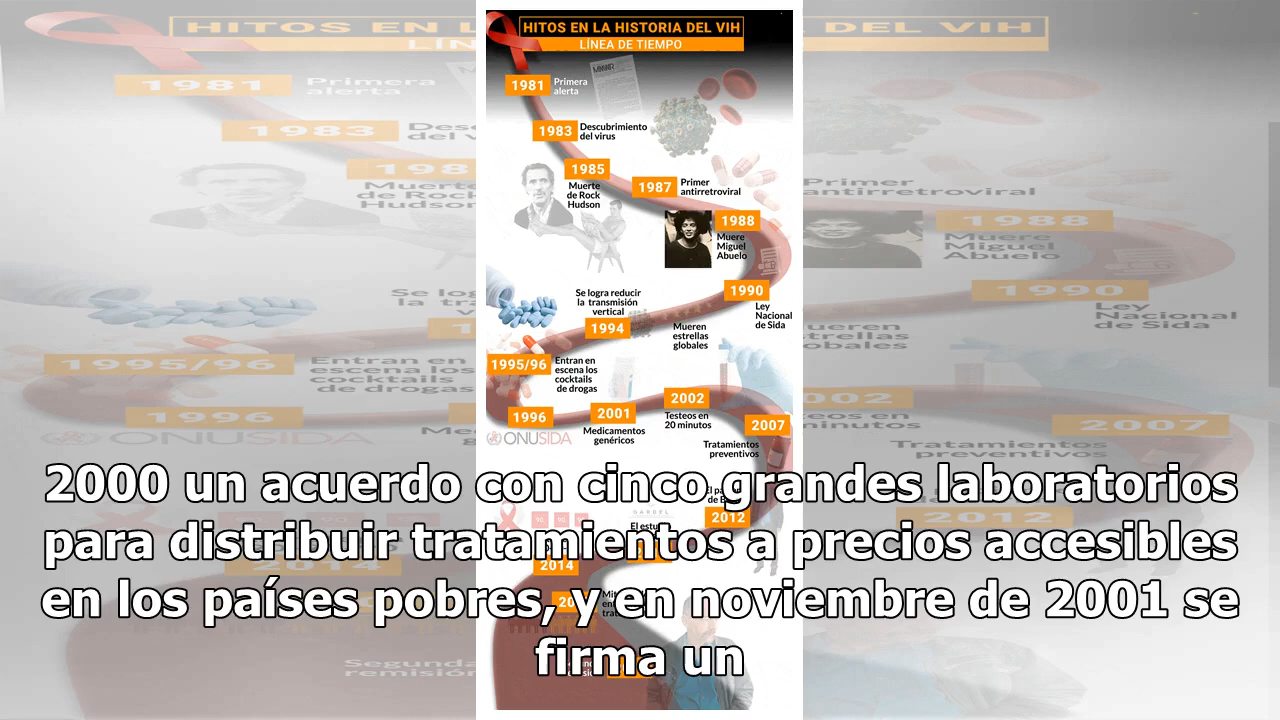 HITOS EN LA HISTORIA DEL VIH
LÍNEA DE TIEMPO
1981
Primera
alerta
1983
Descubrimiento
del virus
1985
Muerte
de Rock
Hudson
1987
Primer
antirretroviral
1988
Muere
Miguel
Abuelo
1990
Ley
Nacional
de Sida
Mueren
estrellas
globales
Se logra reducir
la transmisión
vertical
1994
1995/96
Entran en
escena los
cocktails
de drogas
1996
ONUSIDA
2001
Medicamentos
genéricos
2002
Testeos en
20 minutos
2007
Tratamientos
preventivos
2012
2014
2000 un acuerdo con cinco grandes laboratorios
para distribuir tratamientos a precios accesibles
en los países pobres, y en noviembre de 2001 se
firma un